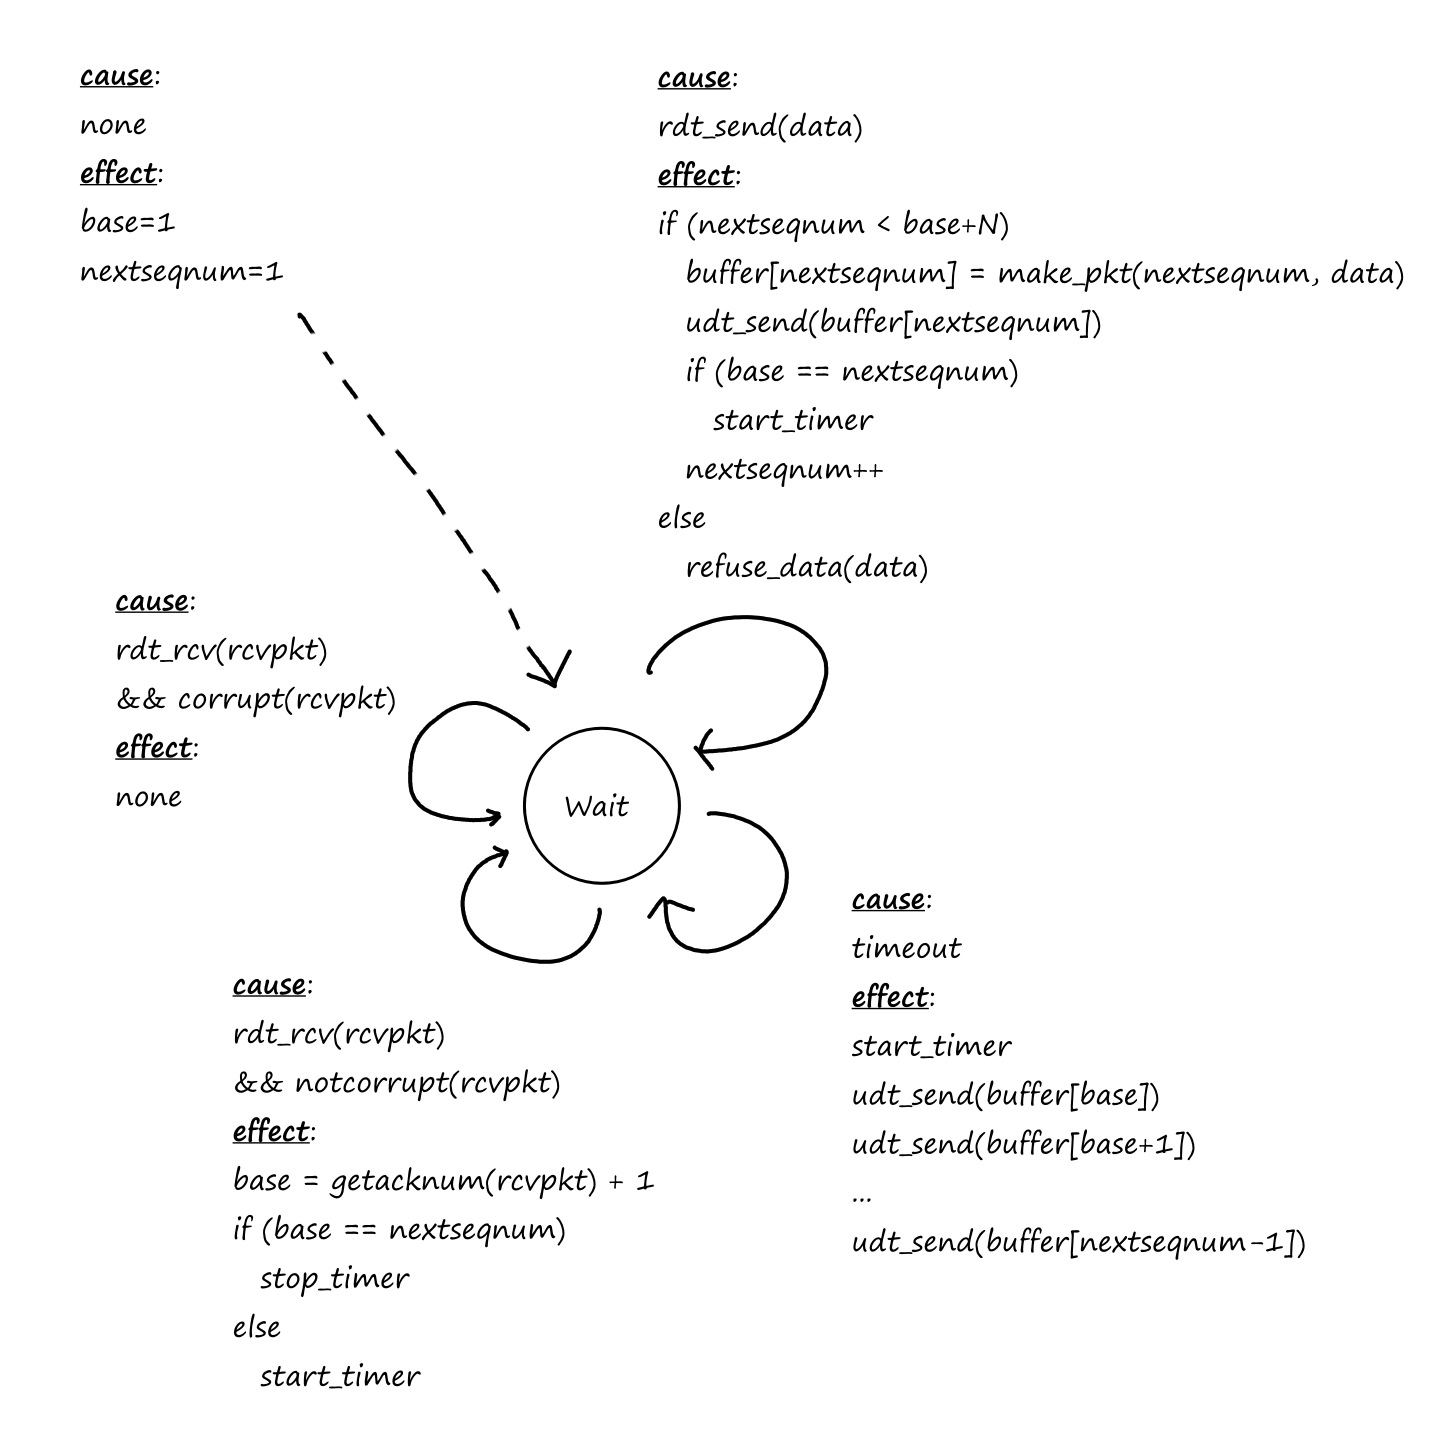 cause:
none
effect:
base=1
nextseqnum=1
cause:
rdt_send(data)
effect:
if (nextseqnum < base+N)
buffer[nextseqnum] = make_pkt(nextseqnum, data)
udt_send(buffer[nextseqnum])
if (base == nextseqnum)
start_timer
nextseqnum++
else
refuse_data(data)
cause:
rdt_rcv(rcvpkt)
&& corrupt(rcvpkt)
effect:
none
Wait
cause:
timeout
effect:
start_timer
udt_send(buffer[base])
udt_send(buffer[base+1])
...
udt_send(buffer[nextseqnum-1])
cause:
rdt_rcv(rcvpkt)
&& notcorrupt(rcvpkt)
effect:
base = getacknum(rcvpkt) + 1
if (base == nextseqnum)
stop_timer
else
start_timer